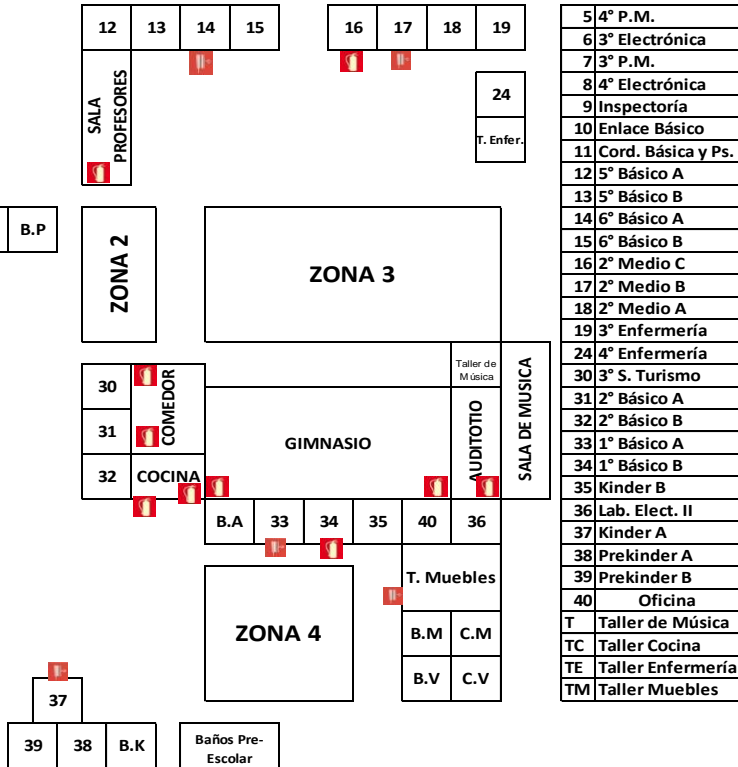 12 13 14 15
16 17 18 19
SALA
PROFESORES
24
T. Enfer.
B.P
ZONA 2
ZONA 3
Taller de
Música
30
31
32
COMEDOR
COCINA
GIMNASIO
AUDITOTIO
SALA DE MUSICA
B.A 33 34 35 40 36
T. Muebles
ZONA 4
B.M C.M
B.V C.V
37
39 38 B.K
Baños Pre-
Escolar
5 4° P.M.
6 3° Electrónica
7 3° P.M.
8 4° Electrónica
9 Inspectoría
10 Enlace Básico
11 Cord. Básica y Ps.
12 5° Básico A
13 5° Básico B
14 6° Básico A
15 6° Básico B
16 2° Medio C
17 2° Medio B
18 2° Medio A
19 3° Enfermería
24 4° Enfermería
30 3° S. Turismo
31 2° Básico A
32 2° Básico B
33 1° Básico A
34 1° Básico B
35 Kinder B
36 Lab. Elect. II
37 Kinder A
38 Prekinder A
39 Prekinder B
40 Oficina
T Taller de Música
TC Taller Cocina
TE Taller Enfermería
TM Taller Muebles